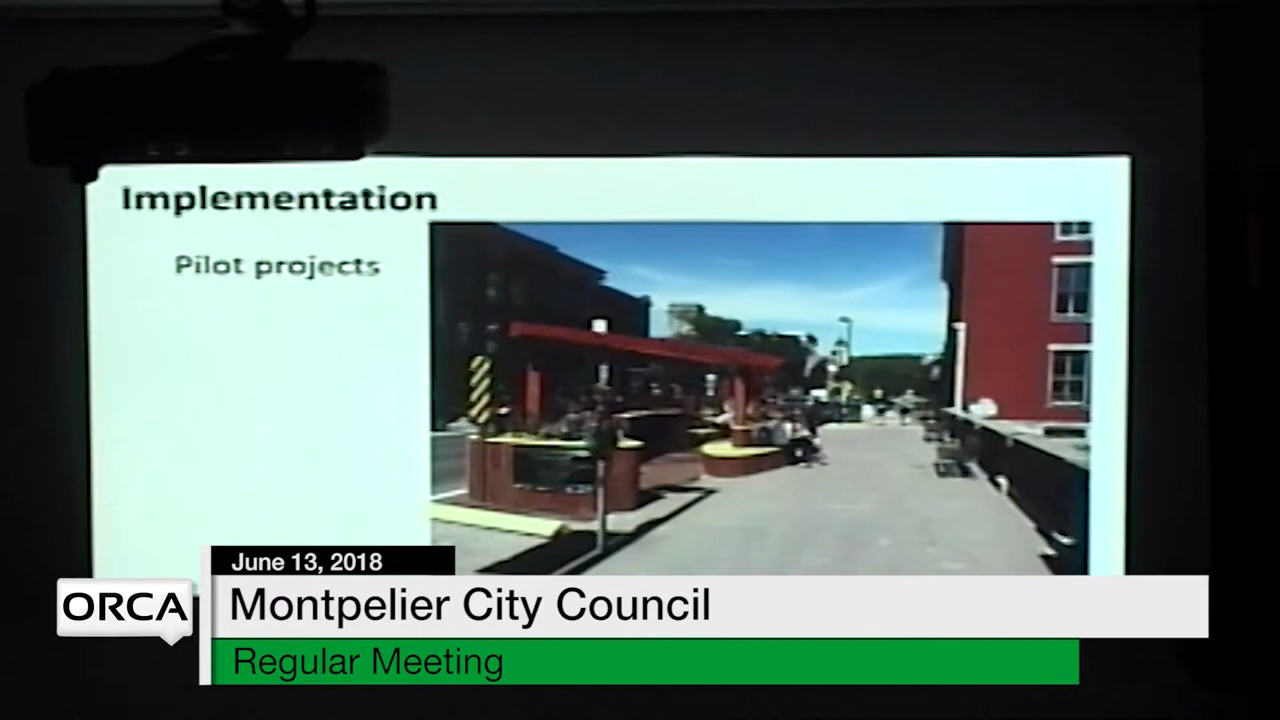 Implementation
Pilot projects
June 13, 2018
ORCA
Montpelier City Council
Regular Meeting